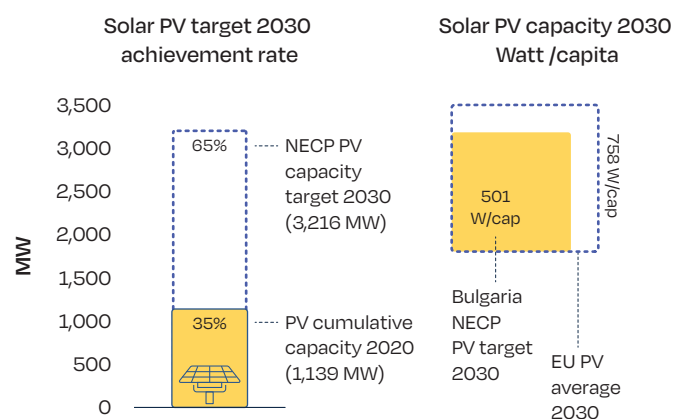 Solar PV target 2030
achievement rate
MW
3,500
3,000
2,500
2,000
1,500
1,000
500
0
65%
35%
NECP PV
capacity
target 2030
(3,216 MW)
PV cumulative
capacity 2020
(1,139 MW)
Solar PV capacity 2030
Watt /capita
501
W/cap
758 W/cap
Bulgaria
NECP
PV target
2030
EU PV
average
2030